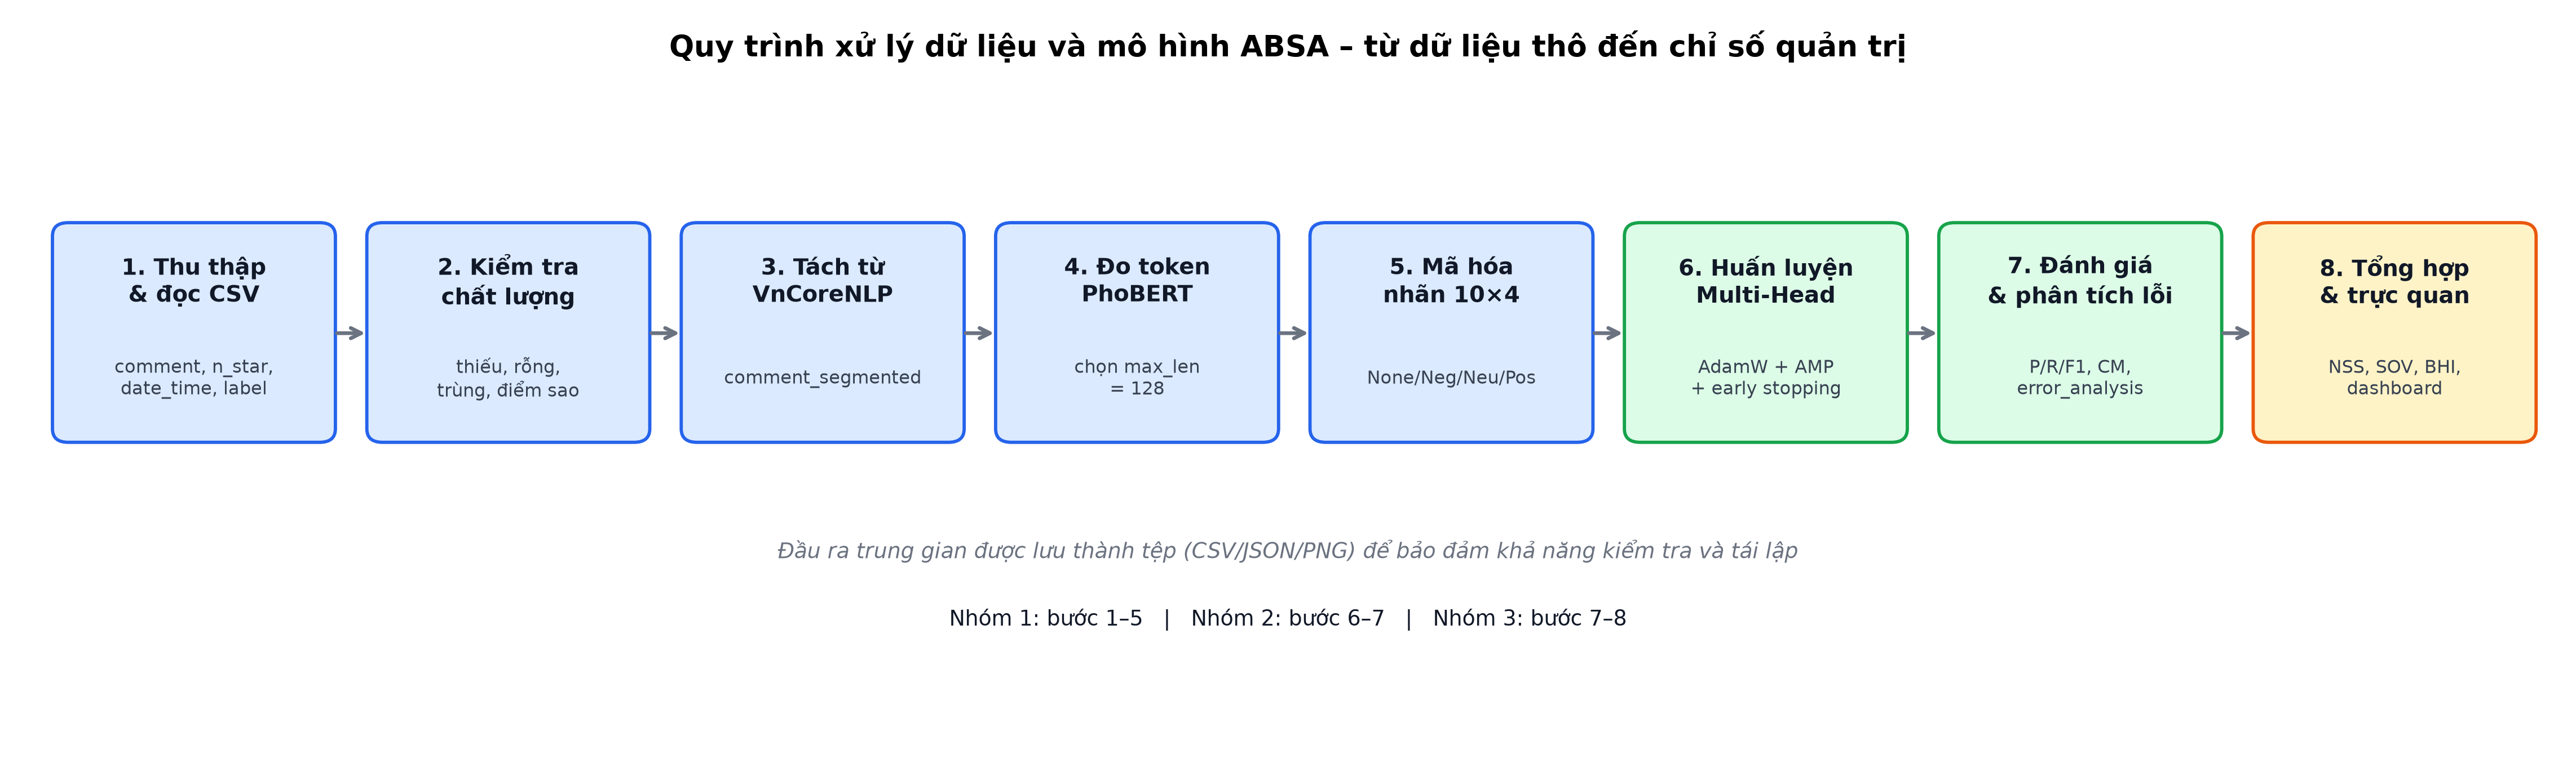 Quy trình xử lý dữ liệu và mô hình ABSA – từ dữ liệu thô đến chỉ số quản trị
1. Thu thập
& đọc CSV
comment, n_star,
date_time, label
2. Kiểm tra
chất lượng
thiếu, rỗng,
trùng, điểm sao
3. Tách từ
VnCoreNLP
comment_segmented
4. Đo token
PhoBERT
chọn max_len
= 128
5. Mã hóa
nhãn 10×4
None/Neg/Neu/Pos
6. Huấn luyện
Multi-Head
AdamW + AMP
+ early stopping
7. Đánh giá
& phân tích lỗi
P/R/F1, CM,
error_analysis
8. Tổng hợp
& trực quan
NSS, SOV, BHI,
dashboard
Đầu ra trung gian được lưu thành tệp (CSV/JSON/PNG) để bảo đảm khả năng kiểm tra và tái lập
Nhóm 1: bước 1–5 | Nhóm 2: bước 6–7 | Nhóm 3: bước 7–8